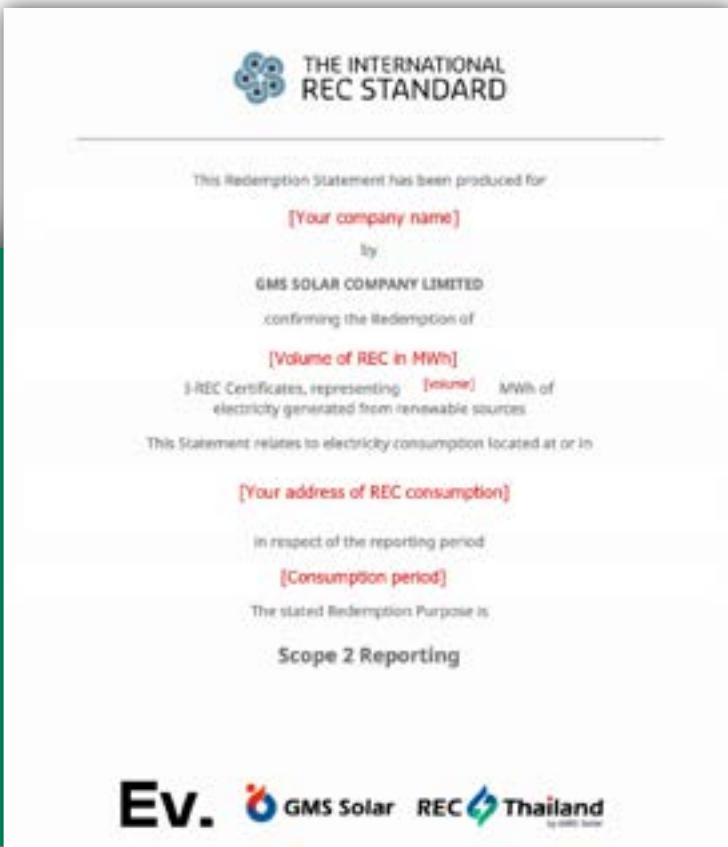 THE INTERNATIONAL
REC STANDARD
This Redemption Statement has been produced for
[Your company name]
by
GMS SOLAR COMPANY LIMITED
confirming the Redemption of
[Volume of REC in MWh]
I-REC Certificates, representing [volume] MWh of
electricity generated from renewable sources
This Statement relates to electricity consumption located at or in
[Your address of REC consumption]
in respect of the reporting period
[Consumption period]
The stated Redemption Purpose is
Scope 2 Reporting
Ev. GMS Solar REC Thailand
by GMS Solar